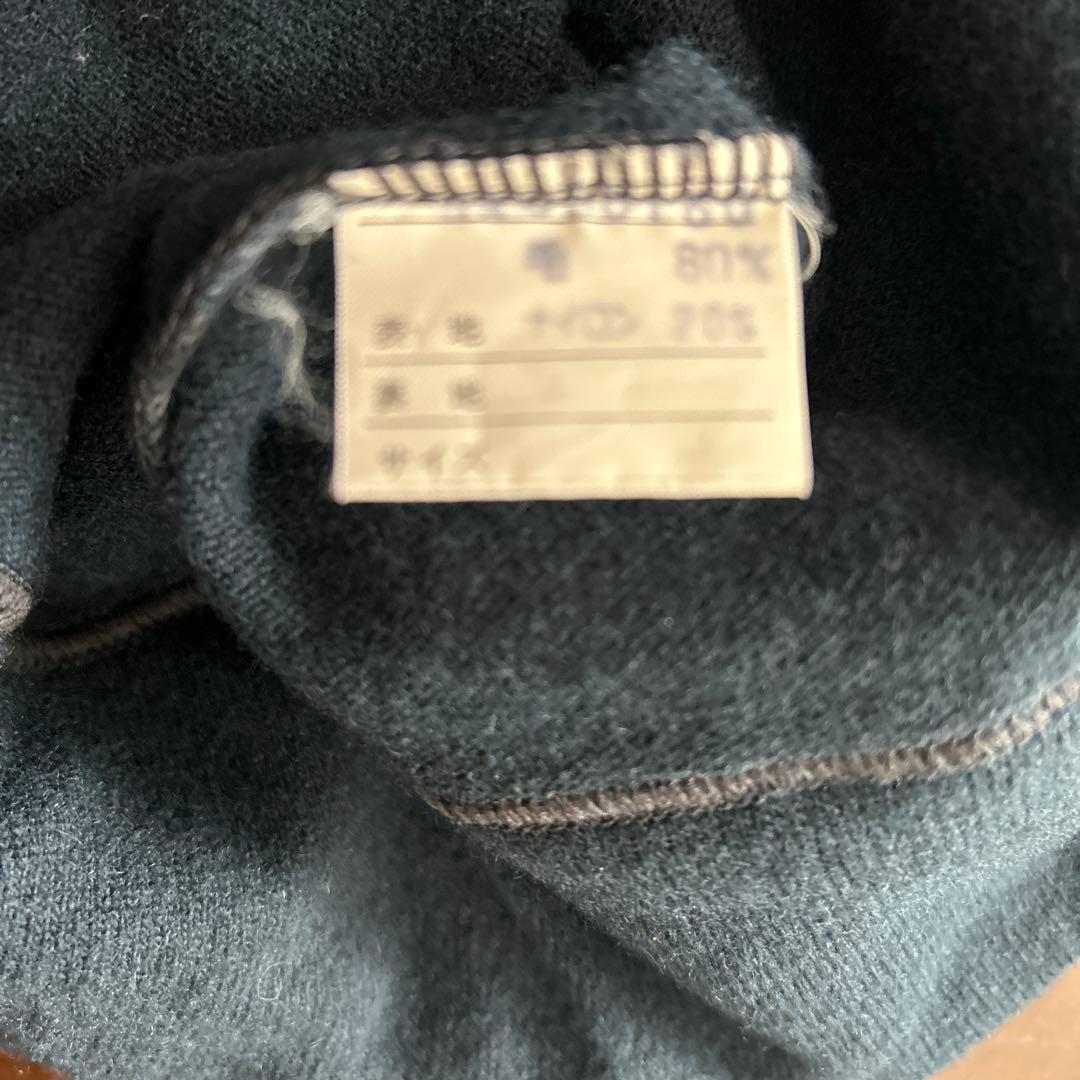 毛 80%
表 地 ナイロン 20%
裏 地
サイズ